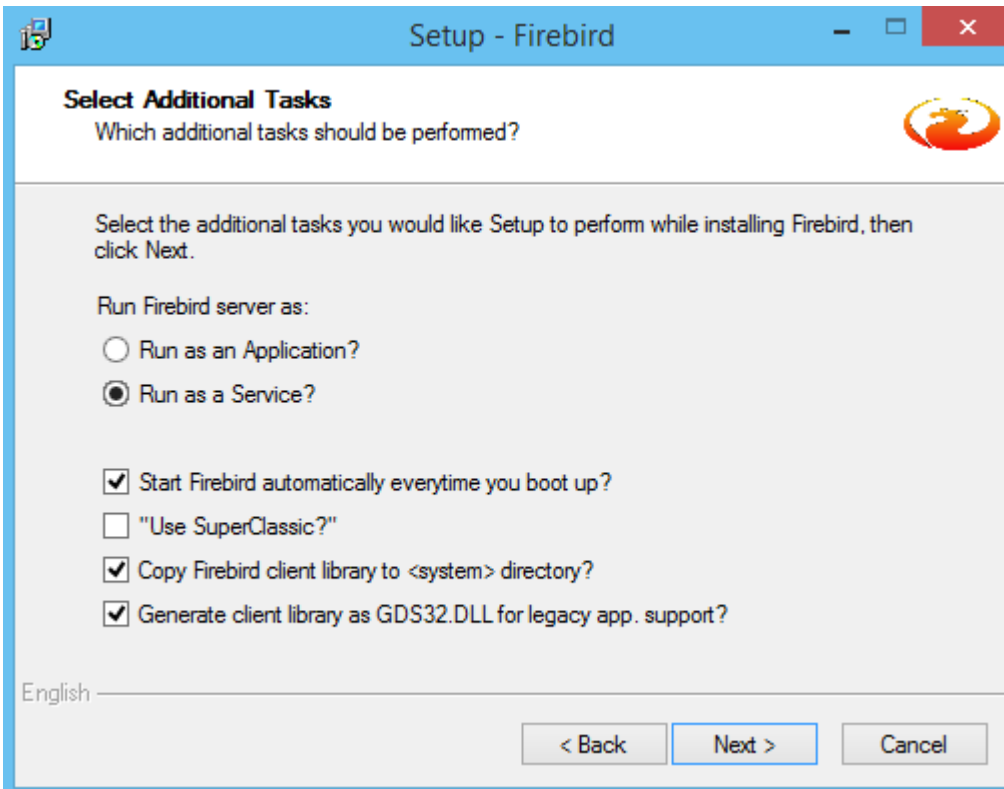 Setup - Firebird
Select Additional Tasks
Which additional tasks should be performed?
Select the additional tasks you would like Setup to perform while installing Firebird, then
click Next.
Run Firebird server as:
Run as an Application?
Run as a Service?
Start Firebird automatically everytime you boot up?
"Use SuperClassic?"
Copy Firebird client library to <system> directory?
Generate client library as GDS32.DLL for legacy app. support?
English
< Back Next > Cancel